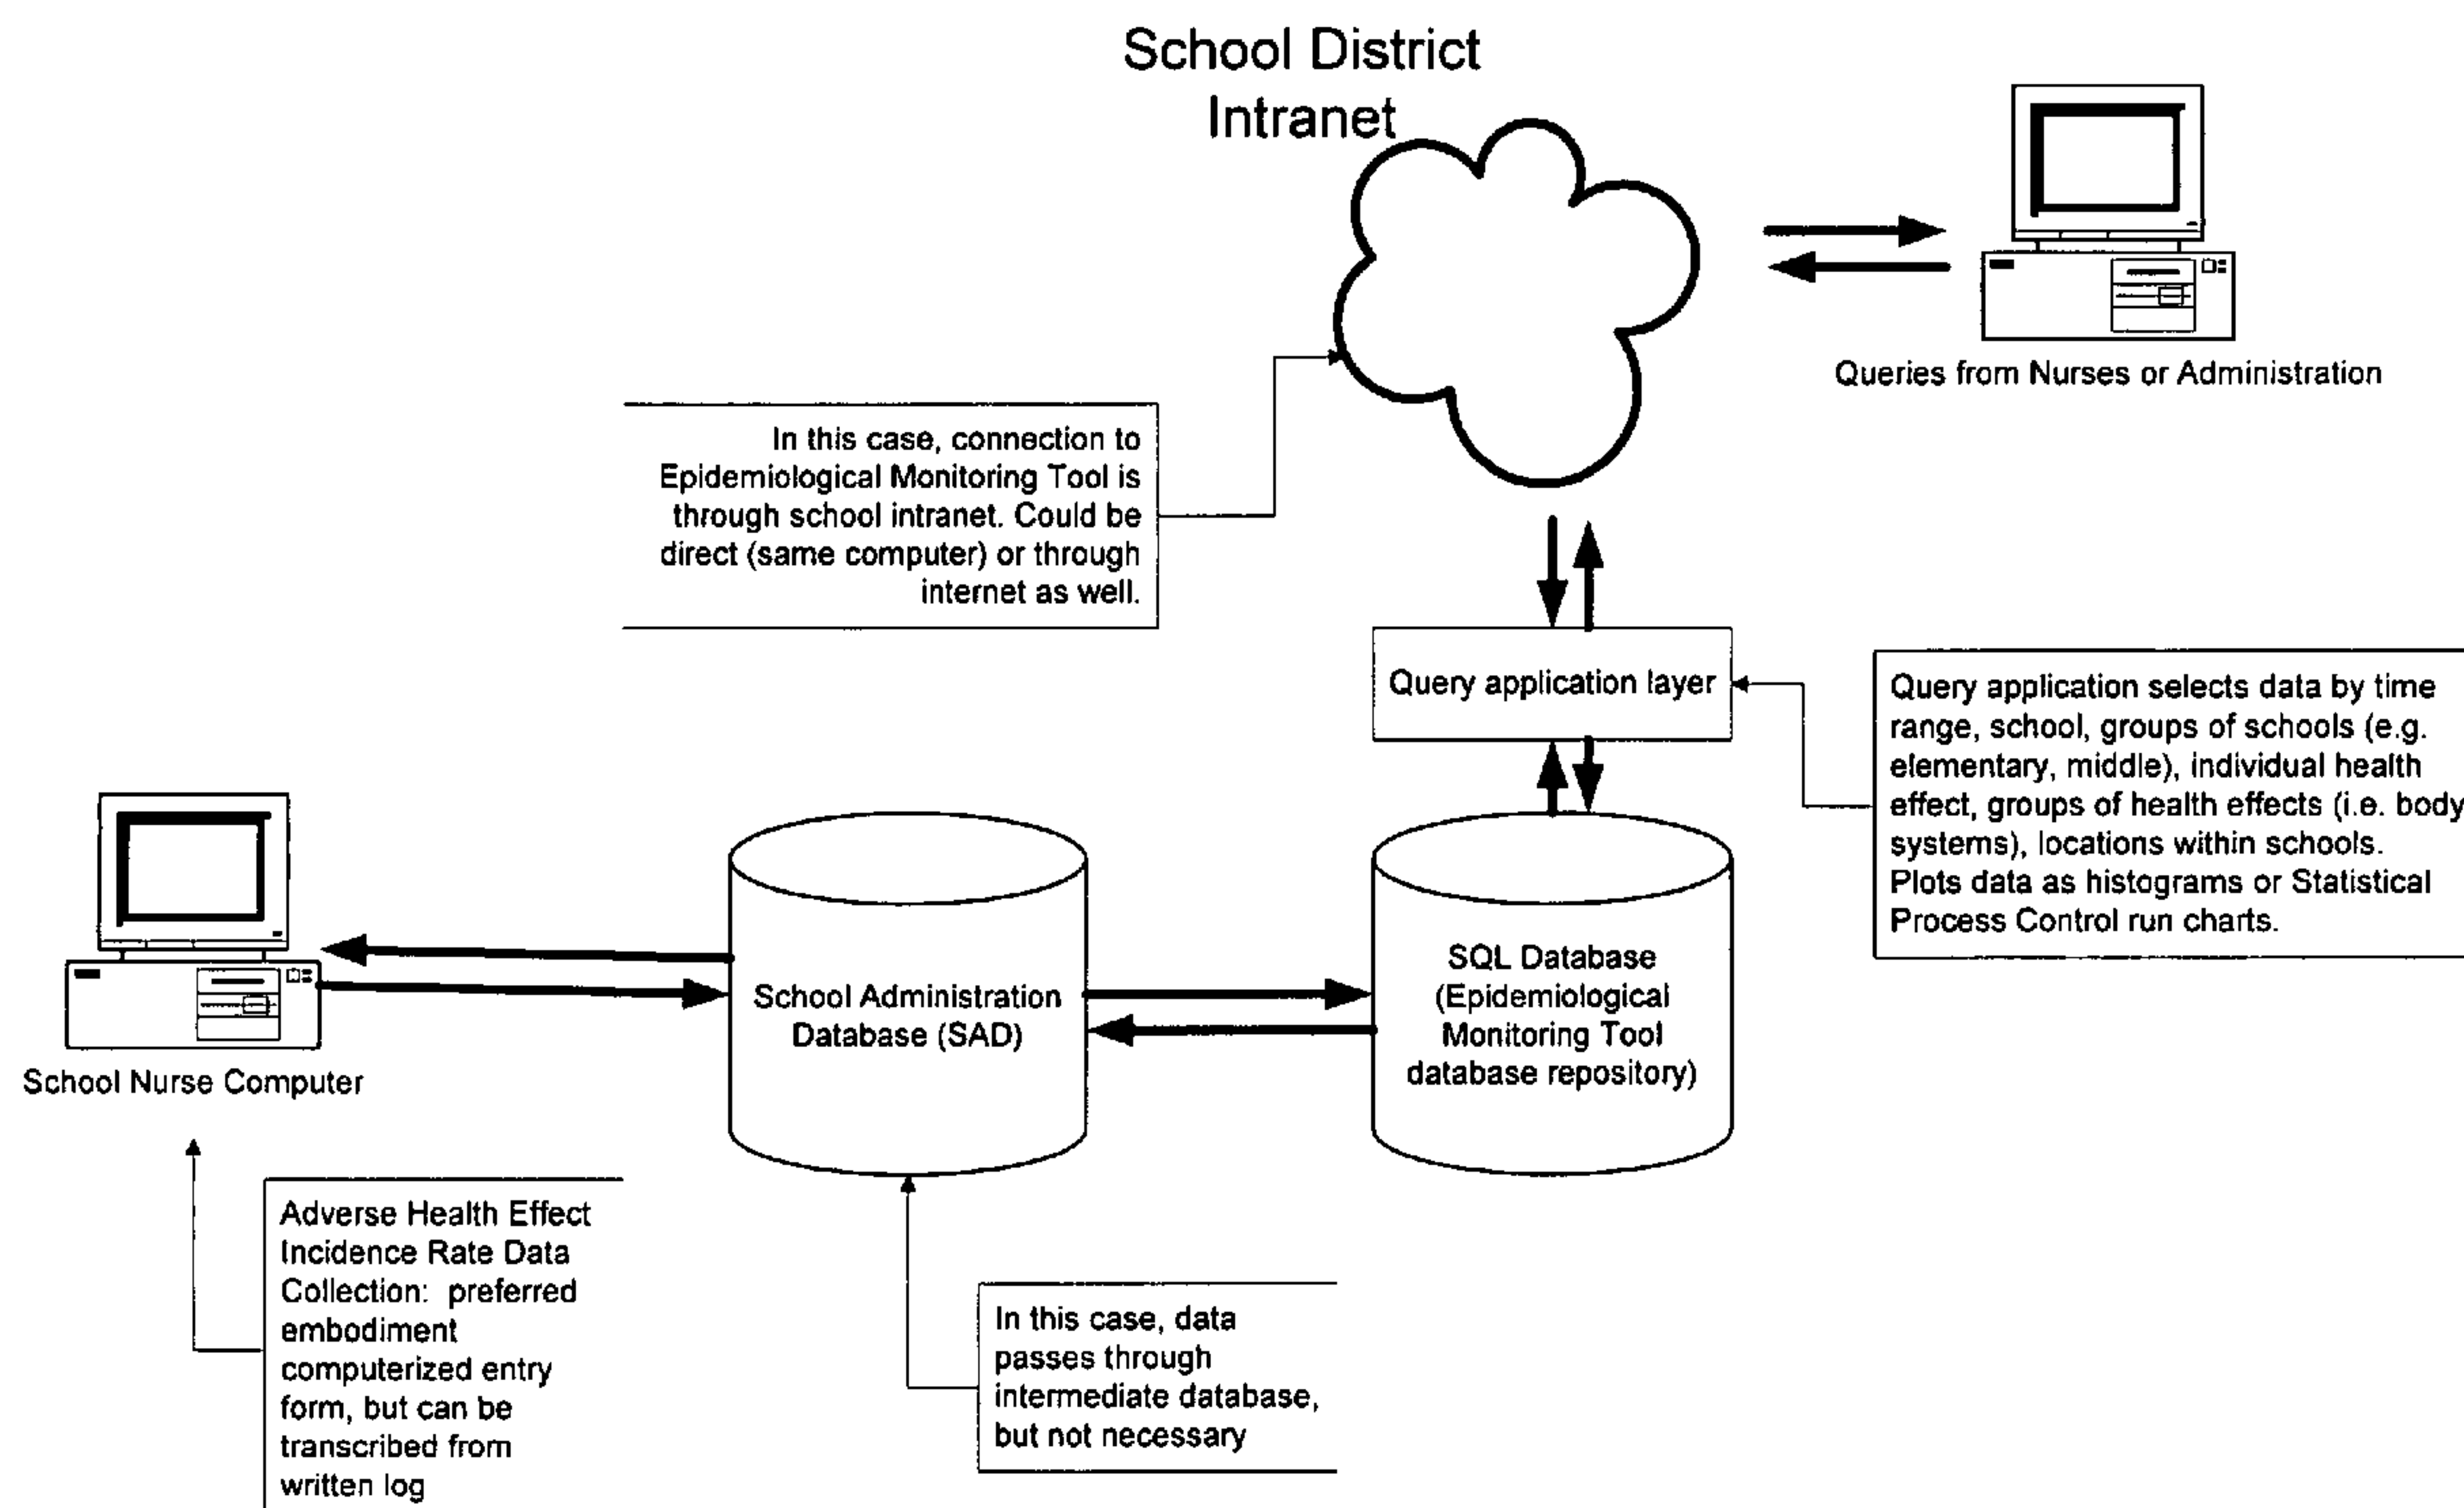 School District
Intranet
Queries from Nurses or Administration
In this case, connection to
Epidemiological Monitoring Tool is
through school intranet. Could be
direct (same computer) or through
internet as well.
Query application layer
Query application selects data by time
range, school, groups of schools (e.g.
elementary, middle), individual health
effect, groups of health effects (i.e. body
systems), locations within schools.
Plots data as histograms or Statistical
Process Control run charts.
School Nurse Computer
School Administration
Database (SAD)
SQL Database
(Epidemiological
Monitoring Tool
database repository)
Adverse Health Effect
Incidence Rate Data
Collection: preferred
embodiment
computerized entry
form, but can be
transcribed from
written log
In this case, data
passes through
intermediate database,
but not necessary